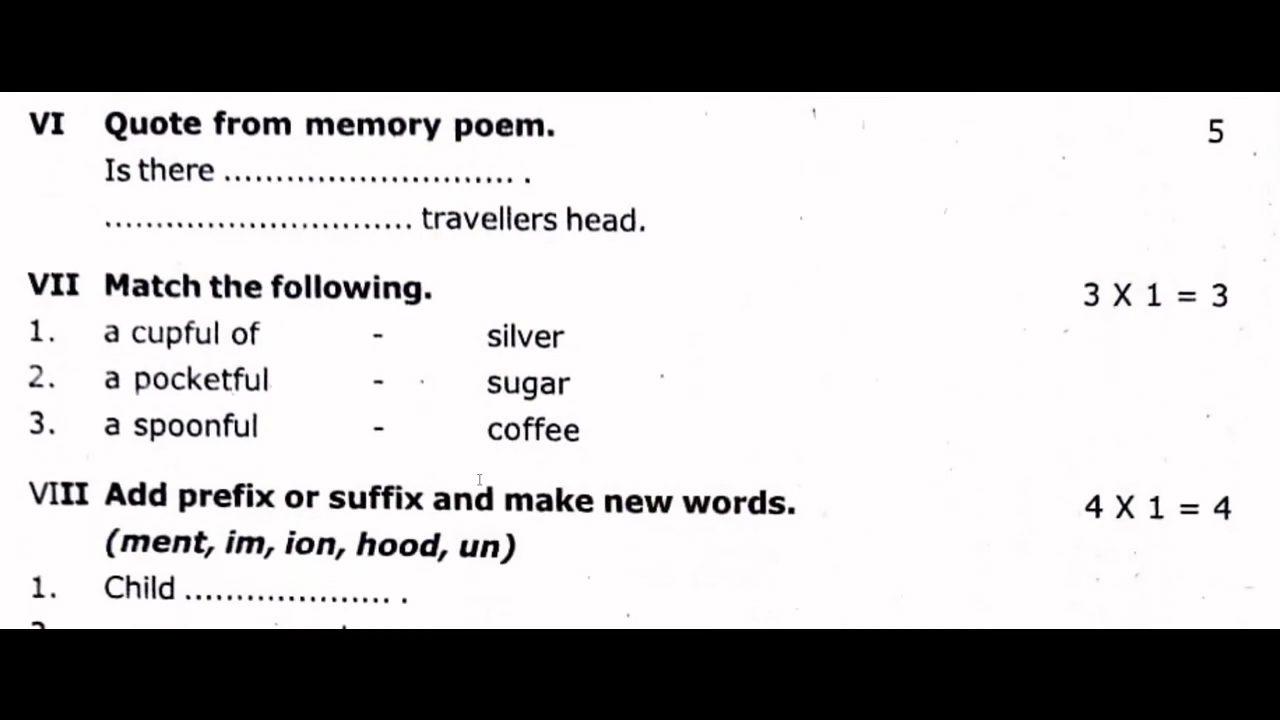 VI Quote from memory poem. 5
Is there ............................ .
.............................. travellers head.
VII Match the following. 3 X 1 = 3
1. a cupful of - silver
2. a pocketful - sugar
3. a spoonful - coffee
VIII Add prefix or suffix and make new words. 4 X 1 = 4
(ment, im, ion, hood, un)
1. Child .................... .